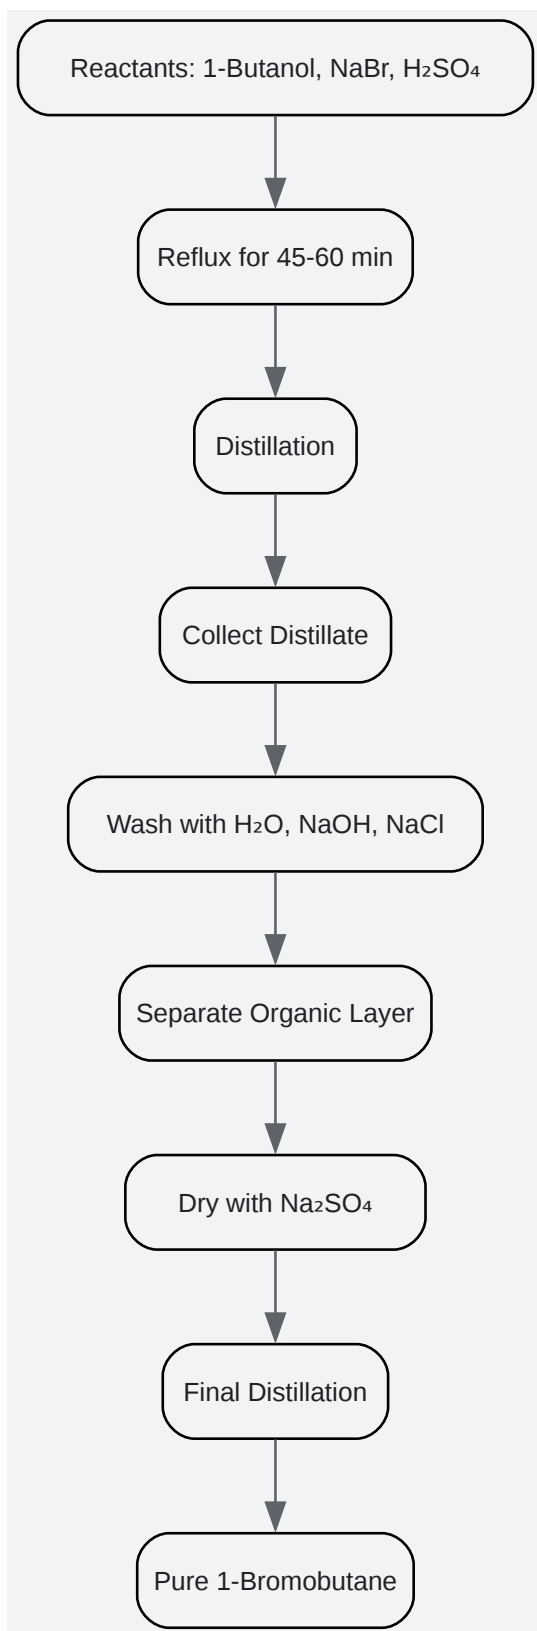 Reactants: 1-Butanol, NaBr, H₂SO₄
Reflux for 45-60 min
Distillation
Collect Distillate
Wash with H₂O, NaOH, NaCl
Separate Organic Layer
Dry with Na₂SO₄
Final Distillation
Pure 1-Bromobutane